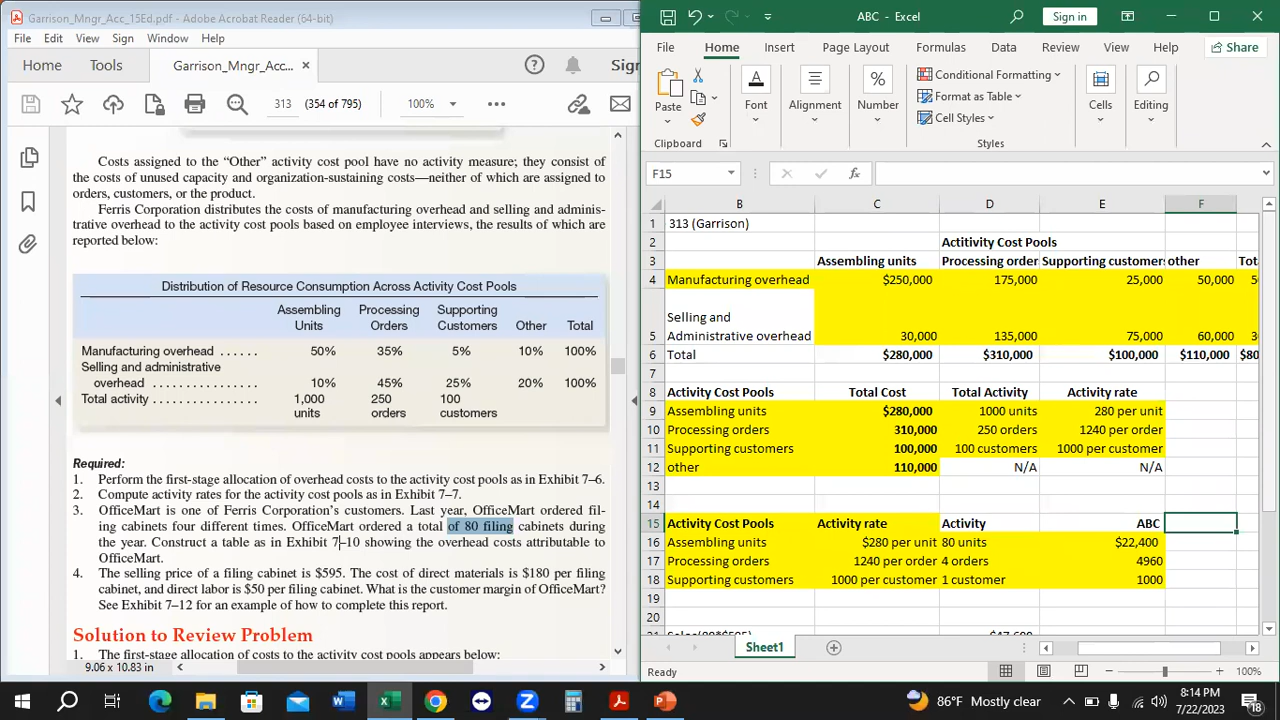 Garrison_Mngr_Acc_15Ed.pdf - Adobe Acrobat Reader (64-bit)
File Edit View Sign Window Help
Home Tools Garrison_Mngr_Acc... × Sign
313 (354 of 795) 100%
Costs assigned to the “Other” activity cost pool have no activity measure; they consist of
the costs of unused capacity and organization-sustaining costs—neither of which are assigned to
orders, customers, or the product.
Ferris Corporation distributes the costs of manufacturing overhead and selling and adminis-
trative overhead to the activity cost pools based on employee interviews, the results of which are
reported below:
Distribution of Resource Consumption Across Activity Cost Pools
Assembling Units Processing Orders Supporting Customers Other Total
Manufacturing overhead ...... 50% 35% 5% 10% 100%
Selling and administrative
overhead ................ 10% 45% 25% 20% 100%
Total activity ................. 1,000 units 250 orders 100 customers
Required:
1. Perform the first-stage allocation of overhead costs to the activity cost pools as in Exhibit 7–6.
2. Compute activity rates for the activity cost pools as in Exhibit 7–7.
3. OfficeMart is one of Ferris Corporation’s customers. Last year, OfficeMart ordered fil-
ing cabinets four different times. OfficeMart ordered a total of 80 filing cabinets during
the year. Construct a table as in Exhibit 7–10 showing the overhead costs attributable to
OfficeMart.
4. The selling price of a filing cabinet is $595. The cost of direct materials is $180 per filing
cabinet, and direct labor is $50 per filing cabinet. What is the customer margin of OfficeMart?
See Exhibit 7–12 for an example of how to complete this report.
Solution to Review Problem
1. The first-stage allocation of costs to the activity cost pools appears below:
9.06 x 10.83 in
ABC - Excel
Sign in
File Home Insert Page Layout Formulas Data Review View Help Share
Paste
Clipboard
Font
Alignment
Number
Conditional Formatting
Format as Table
Cell Styles
Styles
Cells
Editing
F15 fx
B C D E F
1 313 (Garrison)
2 Actitivity Cost Pools
3 Assembling units Processing order Supporting customers other Tot
4 Manufacturing overhead $250,000 175,000 25,000 50,000 50
5 Selling and Administrative overhead 30,000 135,000 75,000 60,000 30
6 Total $280,000 $310,000 $100,000 $110,000 $80
7
8 Activity Cost Pools Total Cost Total Activity Activity rate
9 Assembling units $280,000 1000 units 280 per unit
10 Processing orders 310,000 250 orders 1240 per order
11 Supporting customers 100,000 100 customers 1000 per customer
12 other 110,000 N/A N/A
13
14
15 Activity Cost Pools Activity rate Activity ABC
16 Assembling units $280 per unit 80 units $22,400
17 Processing orders 1240 per order 4 orders 4960
18 Supporting customers 1000 per customer 1 customer 1000
19
20
Sheet1
Ready
100%
86°F Mostly clear
8:14 PM
7/22/2023
18